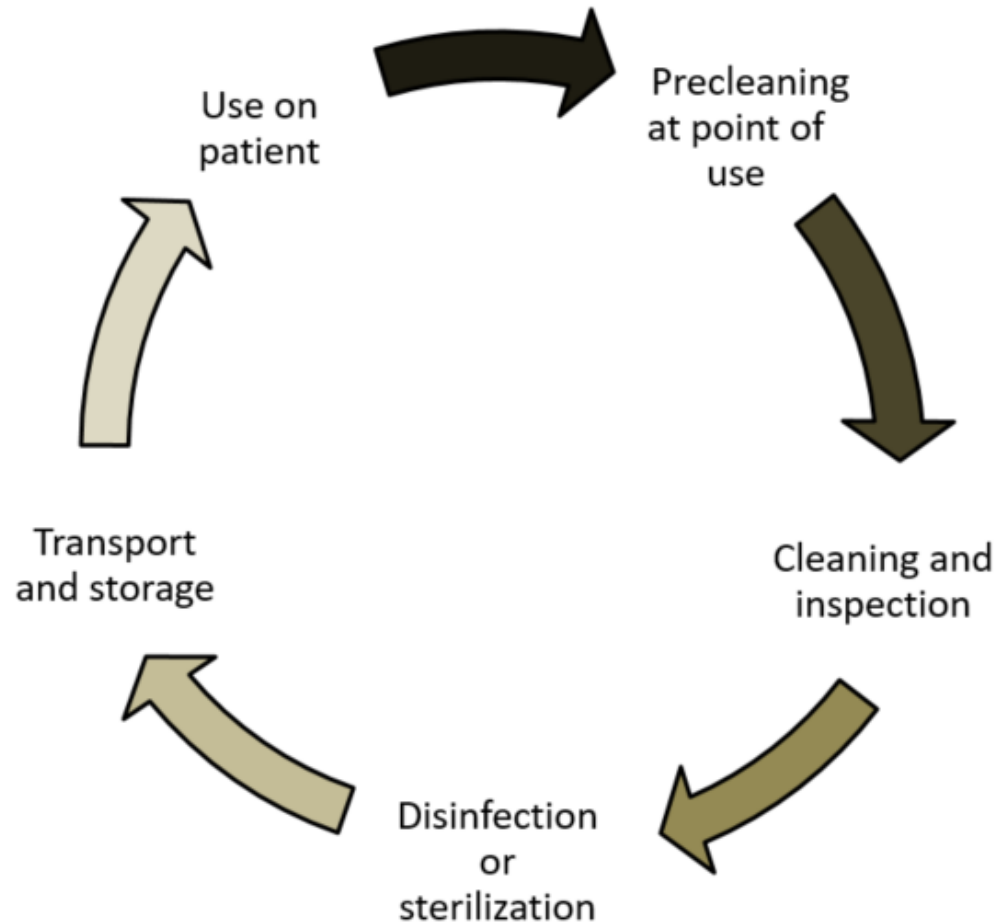 Use on
patient
Precleaning
at point of
use
Cleaning and
inspection
Disinfection
or
sterilization
Transport
and storage